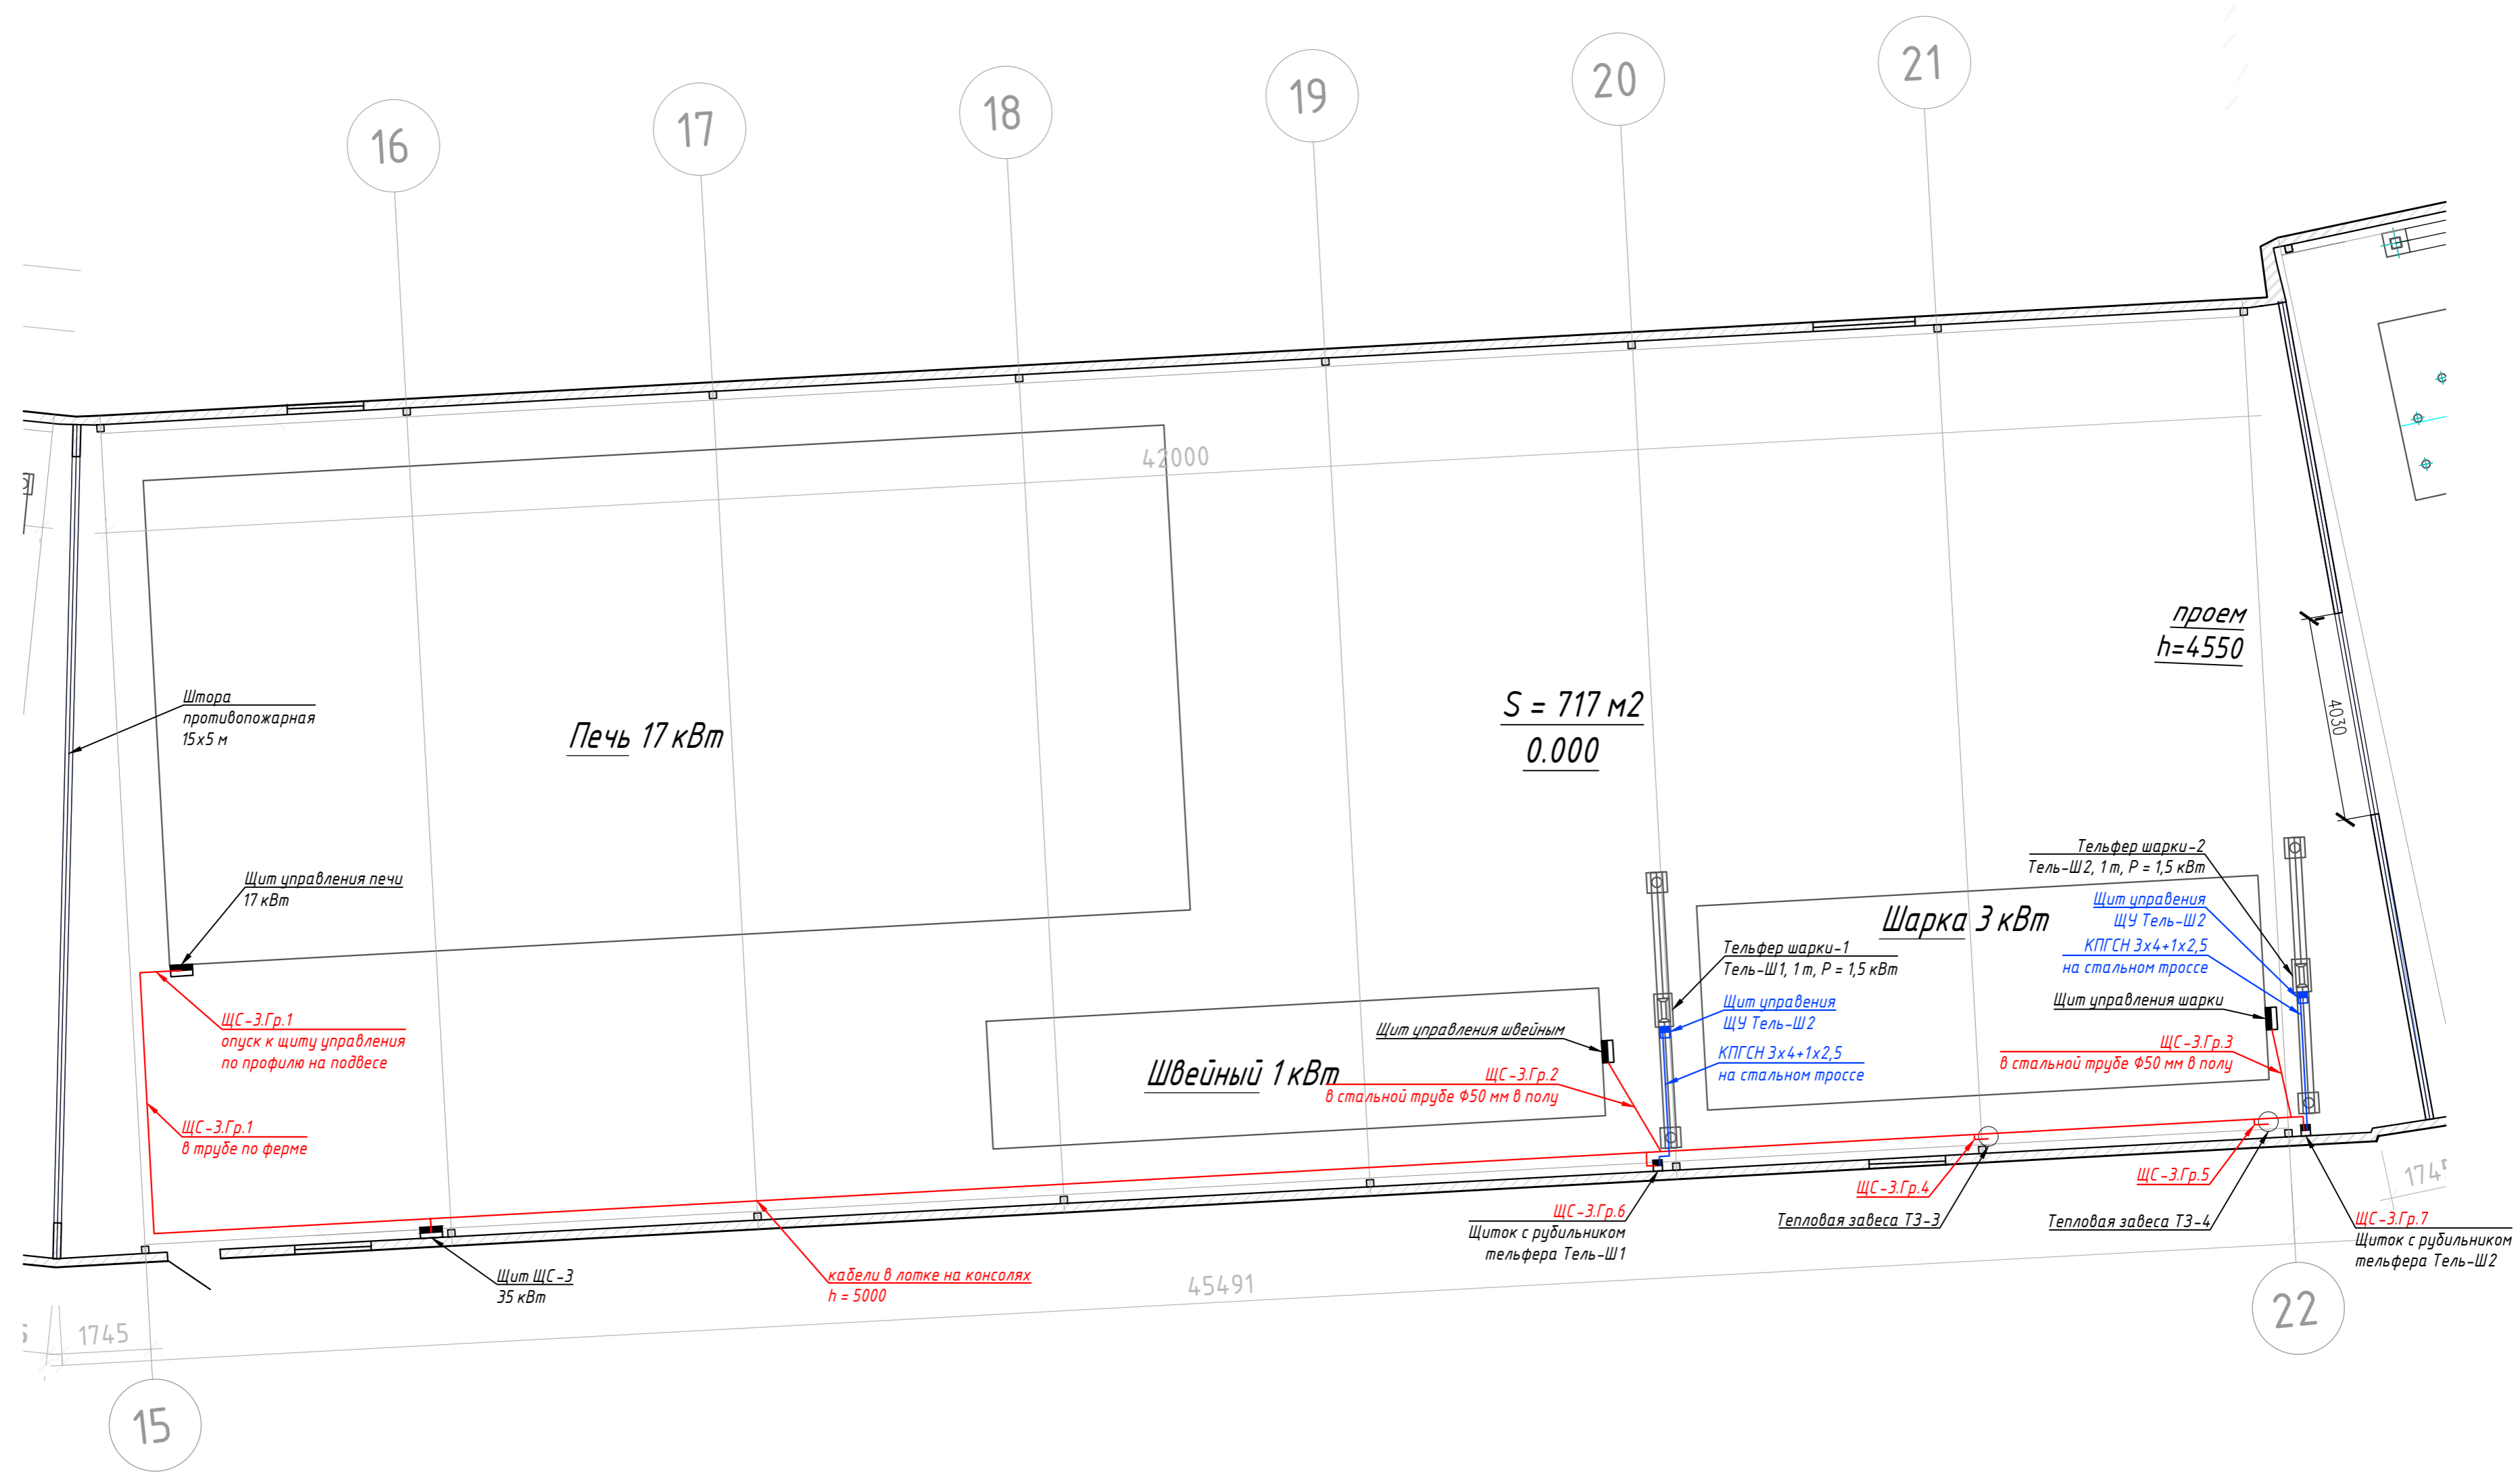 16
17
18
19
20
21
42000
проем
h=4550
4030
S = 717 м2
0.000
Штора
противопожарная
15х5 м
Печь 17 кВт
Щит управления печи
17 кВт
ЩС-3.Гр.1
опуск к щиту управления
по профилю на подвесе
ЩС-3.Гр.1
в трубе по ферме
Тельфер шарки-2
Тель-Ш2, 1 т, P = 1,5 кВт
Щит управения
ЩУ Тель-Ш2
КПГСН 3х4+1х2,5
на стальном троссе
Щит управления шарки
ЩС-3.Гр.3
в стальной трубе Ф50 мм в полу
Шарка 3 кВт
Тельфер шарки-1
Тель-Ш1, 1 т, P = 1,5 кВт
Щит управения
ЩУ Тель-Ш2
КПГСН 3х4+1х2,5
на стальном троссе
Щит управления швейным
Швейный 1 кВт
ЩС-3.Гр.2
в стальной трубе Ф50 мм в полу
ЩС-3.Гр.6
Щиток с рубильником
тельфера Тель-Ш1
ЩС-3.Гр.4
Тепловая завеса ТЗ-3
ЩС-3.Гр.5
Тепловая завеса ТЗ-4
ЩС-3.Гр.7
Щиток с рубильником
тельфера Тель-Ш2
Щит ЩС-3
35 кВт
кабели в лотке на консолях
h = 5000
45491
1745
15
22